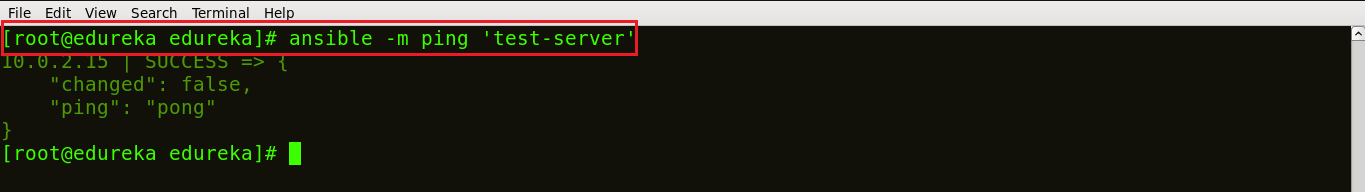 File Edit View Search Terminal Help
[root@edureka edureka]# ansible -m ping 'test-server'
10.0.2.15 | SUCCESS => {
    "changed": false,
    "ping": "pong"
}
[root@edureka edureka]#